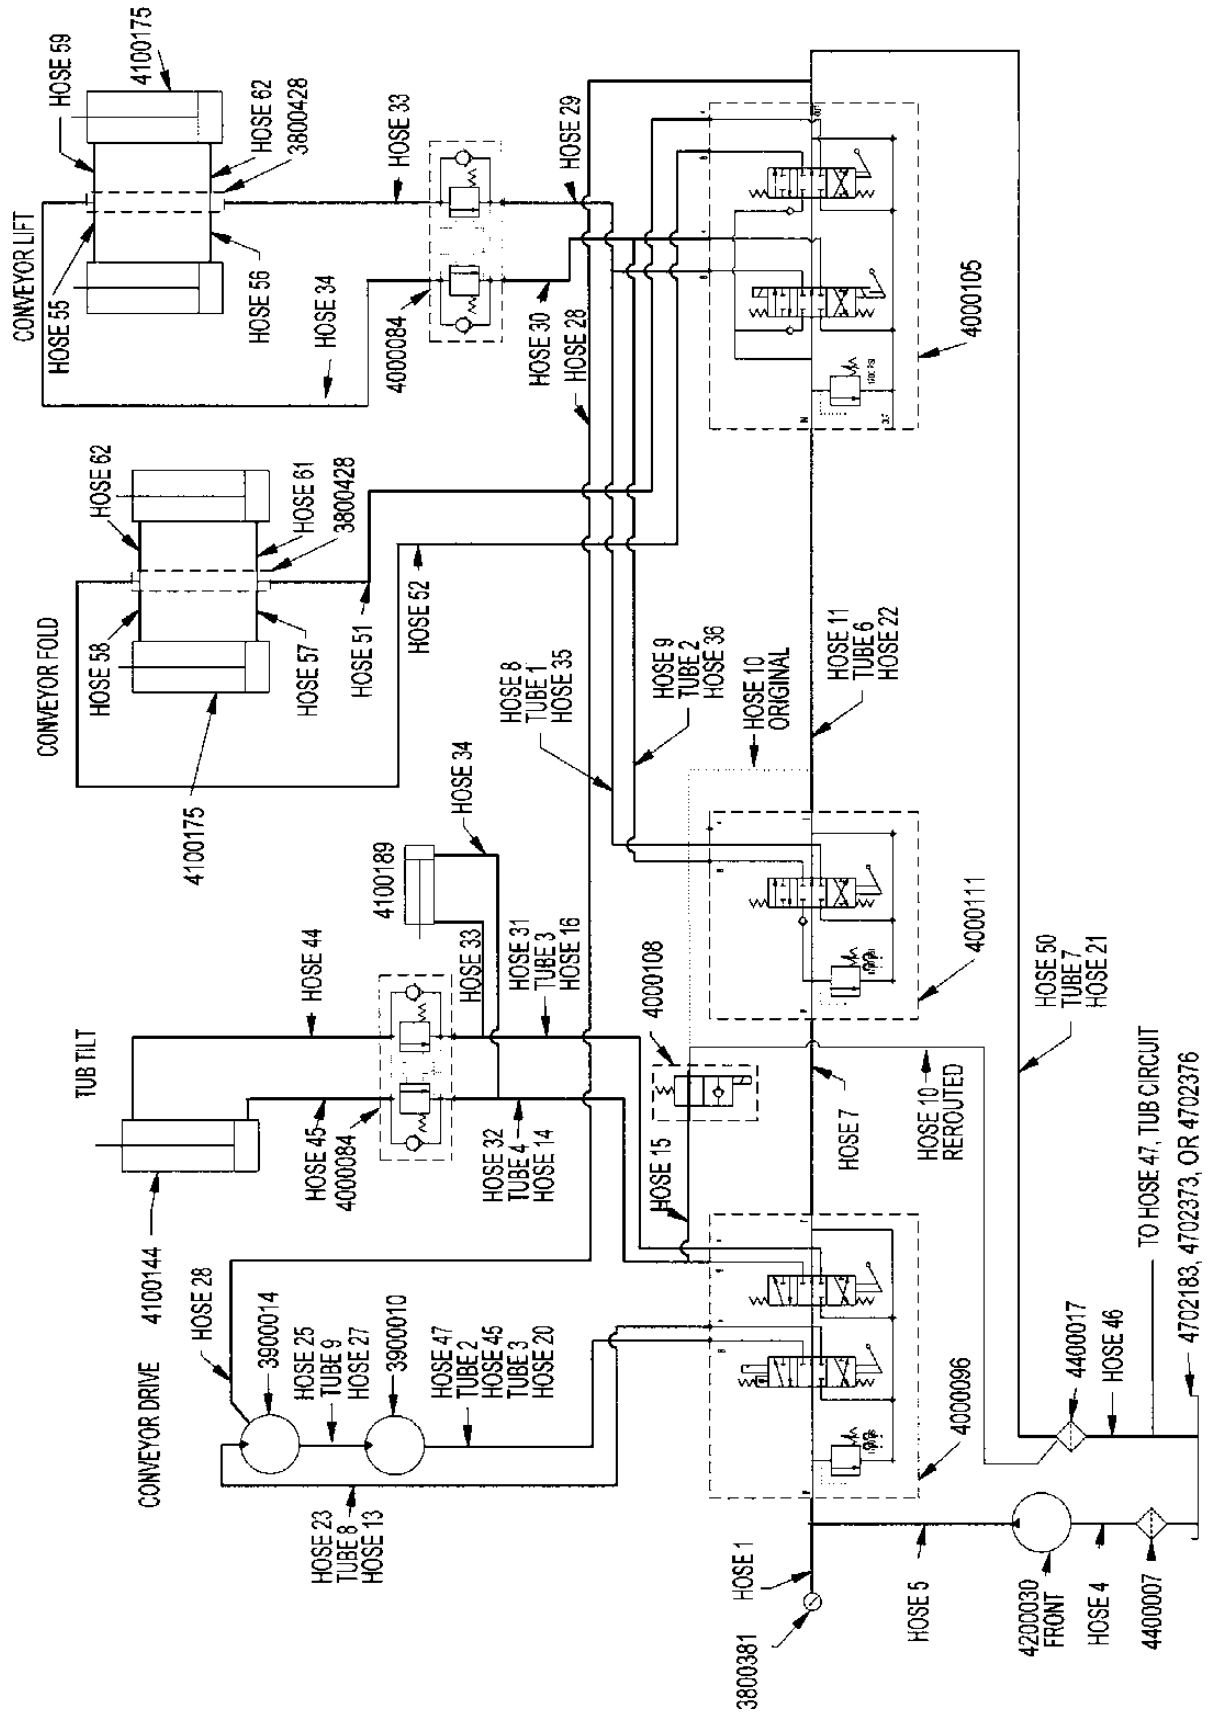 CONVEYOR DRIVE
HOSE 28
3900014
HOSE 25
TUBE 9
HOSE 27
3900010
HOSE 47
TUBE 2
HOSE 45
TUBE 3
HOSE 20
HOSE 23
TUBE 8
HOSE 13
TUB TILT
4100144
HOSE 44
HOSE 45
4000084
4100189
HOSE 34
HOSE 33
HOSE 31
TUBE 3
HOSE 16
HOSE 32
TUBE 4
HOSE 14
HOSE 15
4000108
CONVEYOR FOLD
HOSE 58
HOSE 62
HOSE 57
HOSE 61
3800428
4100175
HOSE 51
HOSE 52
CONVEYOR LIFT
HOSE 55
HOSE 59
4100175
HOSE 56
HOSE 62
3800428
HOSE 34
HOSE 33
4000084
HOSE 30
HOSE 28
HOSE 29
HOSE 8
TUBE 1
HOSE 35
HOSE 9
TUBE 2
HOSE 36
HOSE 10
ORIGINAL
HOSE 11
TUBE 6
HOSE 22
4000105
4000111
HOSE 7
HOSE 10
REROUTED
4000096
HOSE 50
TUBE 7
HOSE 21
3800381
HOSE 1
HOSE 5
4200030
FRONT
HOSE 4
4400007
4400017
HOSE 46
TO HOSE 47, TUB CIRCUIT
4702183, 4702373, OR 4702376